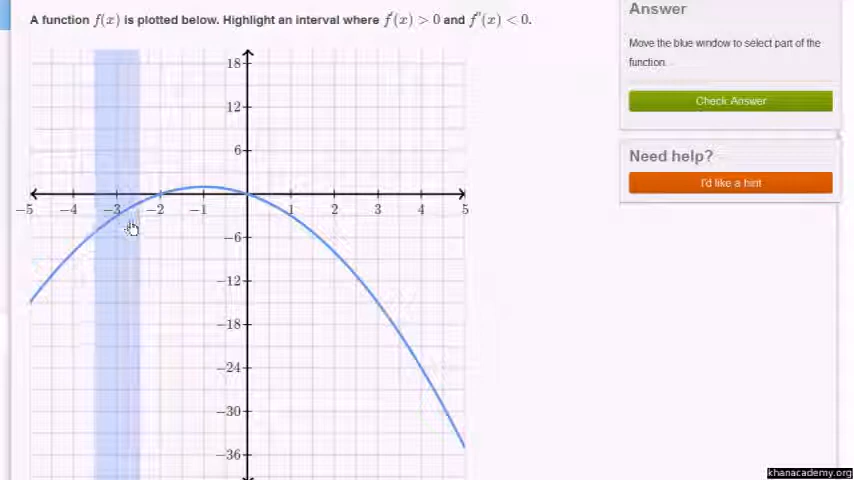 A function f(x) is plotted below. Highlight an interval where f'(x) > 0 and f''(x) < 0.
18
12
6
−5 −4 −3 −2 −1 1 2 3 4 5
−6
−12
−18
−24
−30
−36
Answer
Move the blue window to select part of the
function.
Check Answer
Need help?
I'd like a hint
khanacademy.org